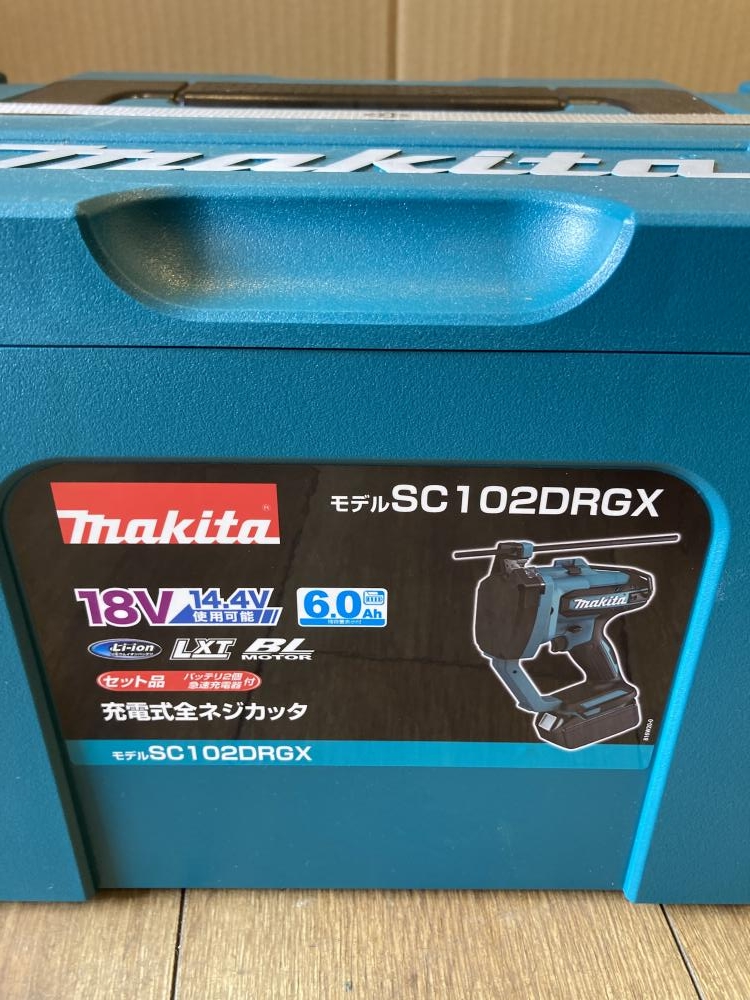 makita
モデルSC102DRGX
makita®
18V 14.4V 使用可能 6.0Ah
Li-ion LXT BL MOTOR
makita
セット品 バッテリ2個 急速充電器 付
充電式全ネジカッタ
モデルSC102DRGX